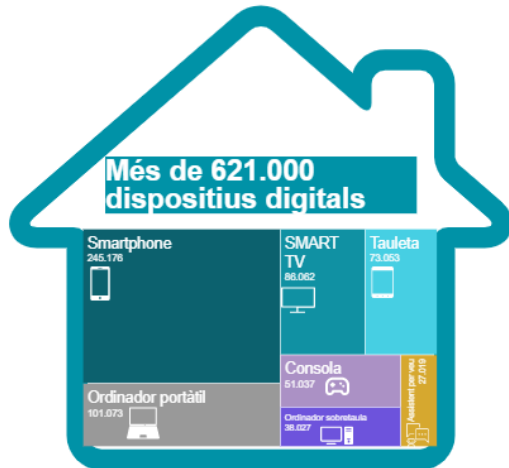 Més de 621.000
dispositius digitals
Smartphone
245.176
SMART
TV
86.062
Tauleta
73.053
Consola
51.037
Assistent per veu
27.019
Ordinador portàtil
101.073
Ordinador sobretaula
38.027